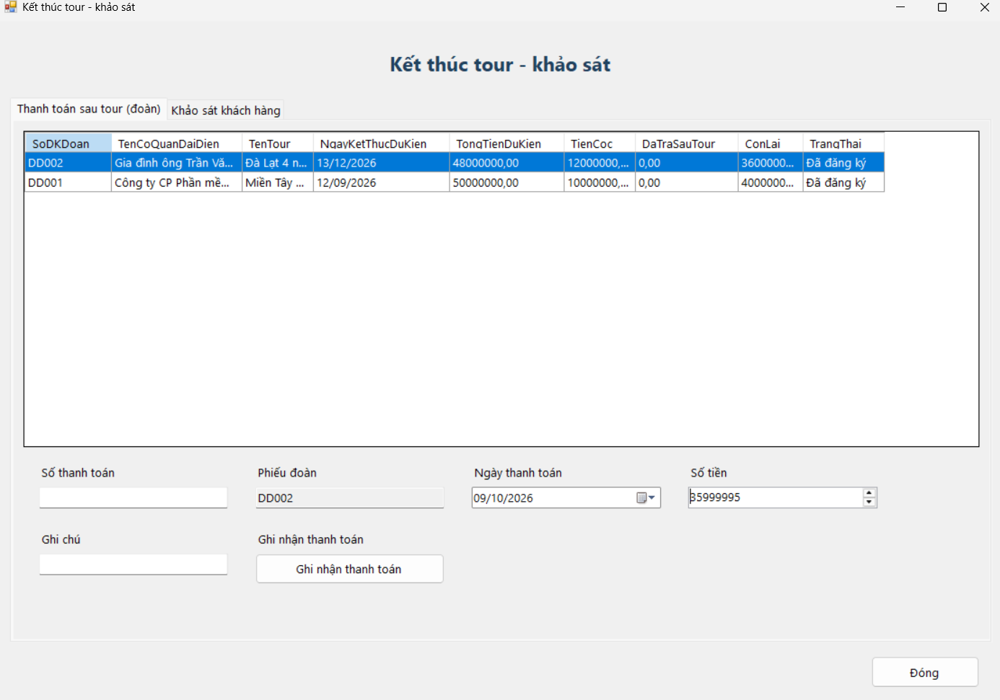 Kết thúc tour - khảo sát
Kết thúc tour - khảo sát
Thanh toán sau tour (đoàn) Khảo sát khách hàng
SoDKDoan TenCoQuanDaiDien TenTour NgayKetThucDuKien TongTienDuKien TienCoc DaTraSauTour ConLai TrangThai
DD002 Gia đình ông Trần Vă... Đà Lạt 4 n... 13/12/2026 48000000,00 12000000,... 0,00 3600000... Đã đăng ký
DD001 Công ty CP Phần mề... Miền Tây ... 12/09/2026 50000000,00 10000000,... 0,00 4000000... Đã đăng ký
Số thanh toán Phiếu đoàn Ngày thanh toán Số tiền
DD002 09/10/2026 35999995
Ghi chú Ghi nhận thanh toán
Ghi nhận thanh toán
Đóng